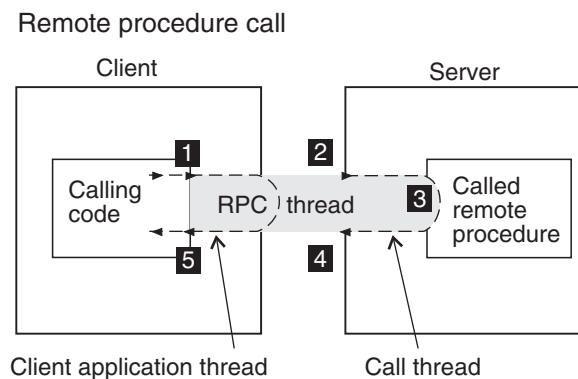 Remote procedure call
Client
Server
1
2
Calling
code
RPC thread
3
Called
remote
procedure
5
4
Client application thread
Call thread